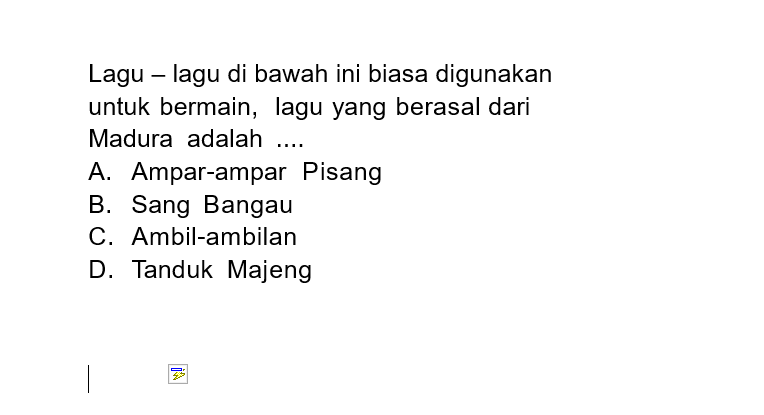 Lagu – lagu di bawah ini biasa digunakan
untuk bermain, lagu yang berasal dari
Madura adalah ....
A. Ampar-ampar Pisang
B. Sang Bangau
C. Ambil-ambilan
D. Tanduk Majeng